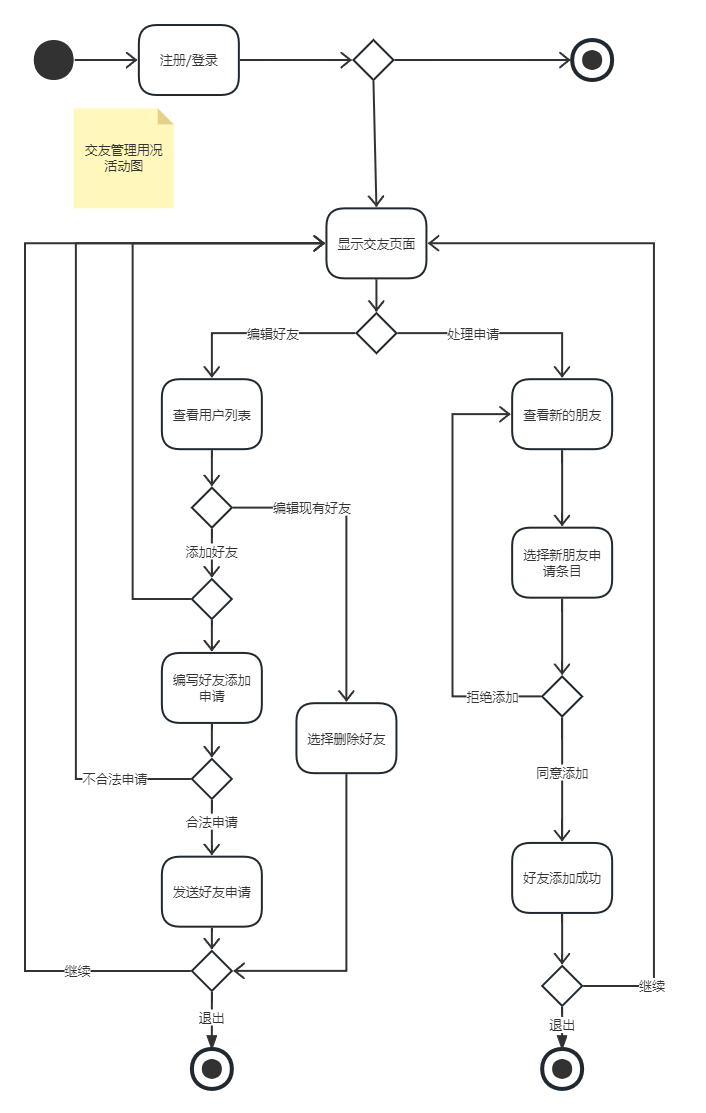 注册/登录
交友管理用况
活动图
显示交友页面
编辑好友
处理申请
查看用户列表
查看新的朋友
编辑现有好友
添加好友
选择新朋友申
请条目
编写好友添加
申请
拒绝添加
选择删除好友
同意添加
不合法申请
合法申请
发送好友申请
好友添加成功
继续
继续
退出
退出